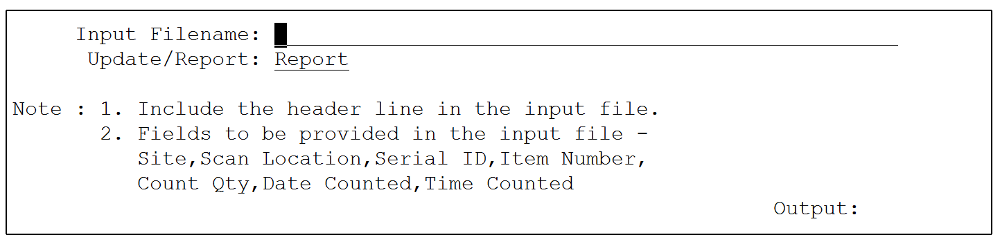 Input Filename:
Update/Report: Report
Note : 1. Include the header line in the input file.
2. Fields to be provided in the input file -
Site,Scan Location,Serial ID,Item Number,
Count Qty,Date Counted,Time Counted
Output: